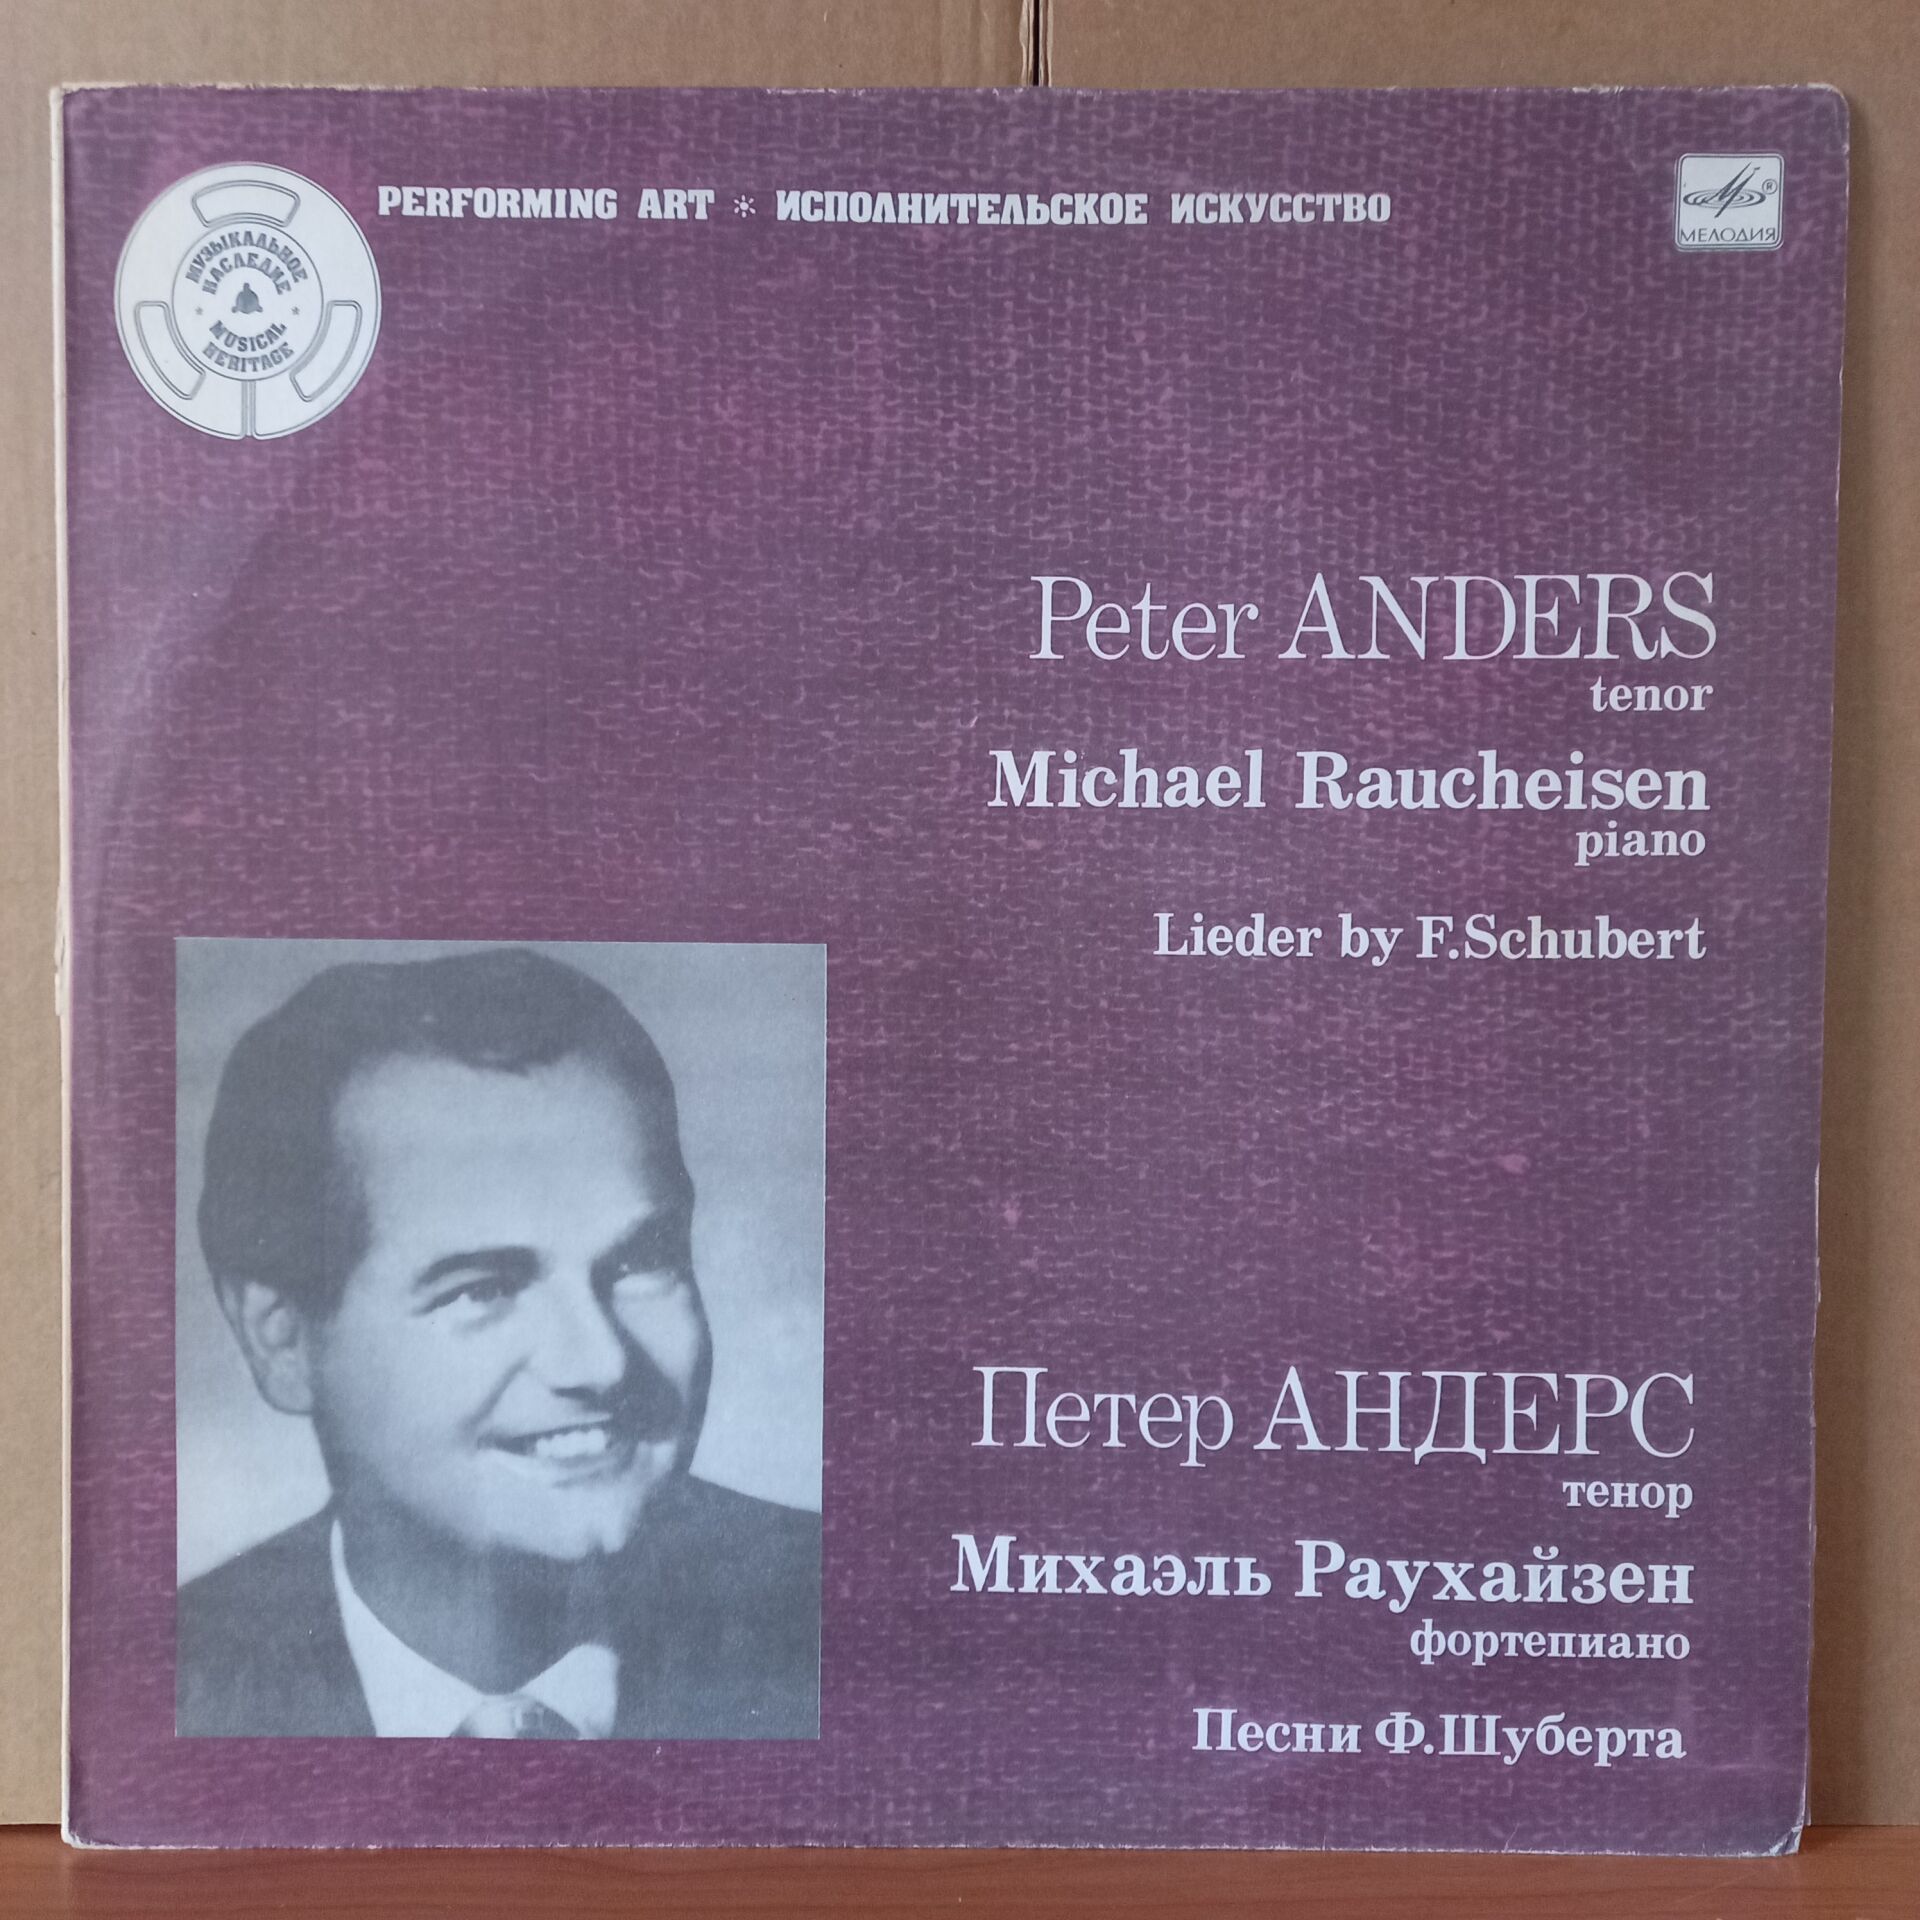 PERFORMING ART * ИСПОЛНИТЕЛЬСКОЕ ИСКУССТВО
МУЗЫКАЛЬНОЕ
НАСЛЕДИЕ
MUSICAL
HERITAGE
®
МЕЛОДИЯ
Peter ANDERS
tenor
Michael Raucheisen
piano
Lieder by F.Schubert
Петер АНДЕРС
тенор
Михаэль Раухайзен
фортепиано
Песни Ф.Шуберта